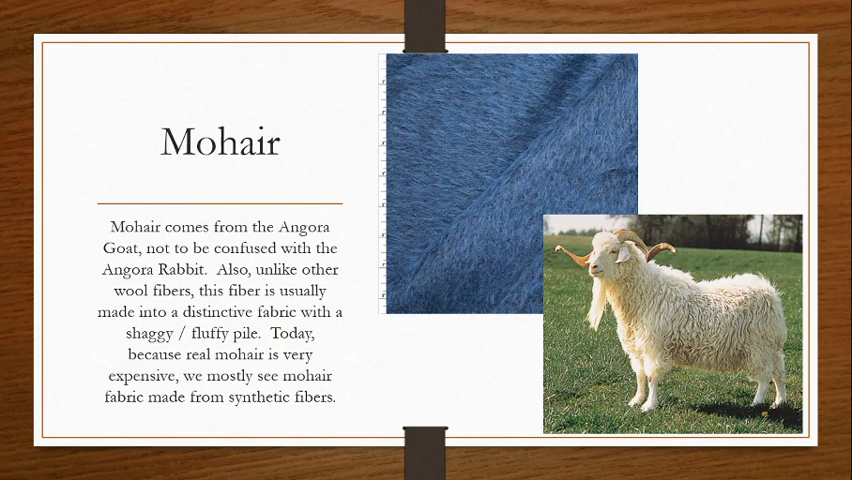 Mohair
Mohair comes from the Angora
Goat, not to be confused with the
Angora Rabbit.  Also, unlike other
wool fibers, this fiber is usually
made into a distinctive fabric with a
shaggy / fluffy pile.  Today,
because real mohair is very
expensive, we mostly see mohair
fabric made from synthetic fibers.